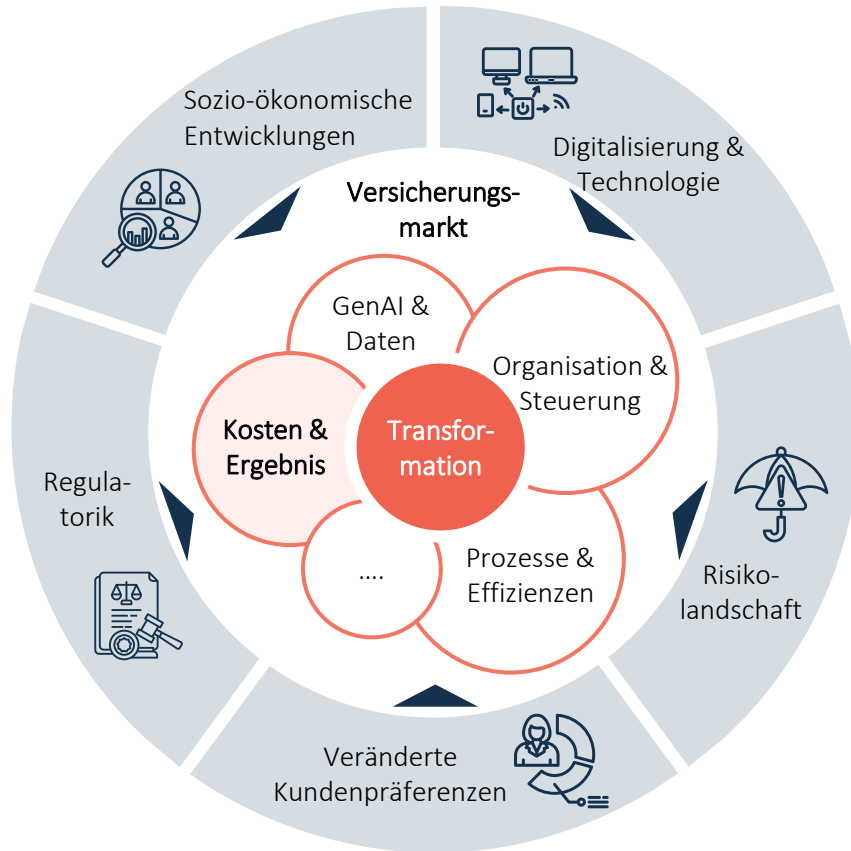 Sozio-ökonomische
Entwicklungen
Digitalisierung &
Technologie
Versicherungs-
markt
GenAI &
Daten
Organisation &
Steuerung
Kosten &
Ergebnis
Transfor-
mation
Regula-
torik
....
Prozesse &
Effizienzen
Risiko-
landschaft
Veränderte
Kundenpräferenzen